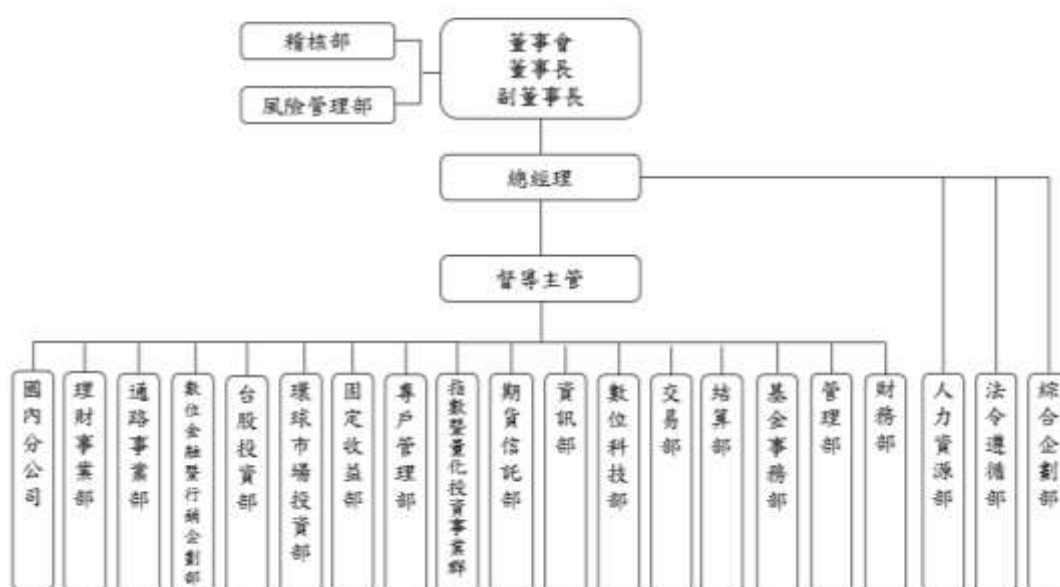 稽核部
風險管理部
董事會
董事長
副董事長
總經理
督導主管
國內分公司
理財事業部
通路事業部
數位金融暨行銷企劃部
台股投資部
環球市場投資部
固定收益部
專戶管理部
指數暨量化投資事業群
期貨信託部
資訊部
數位科技部
交易部
結算部
基金事務部
管理部
財務部
人力資源部
法令遵循部
綜合企劃部